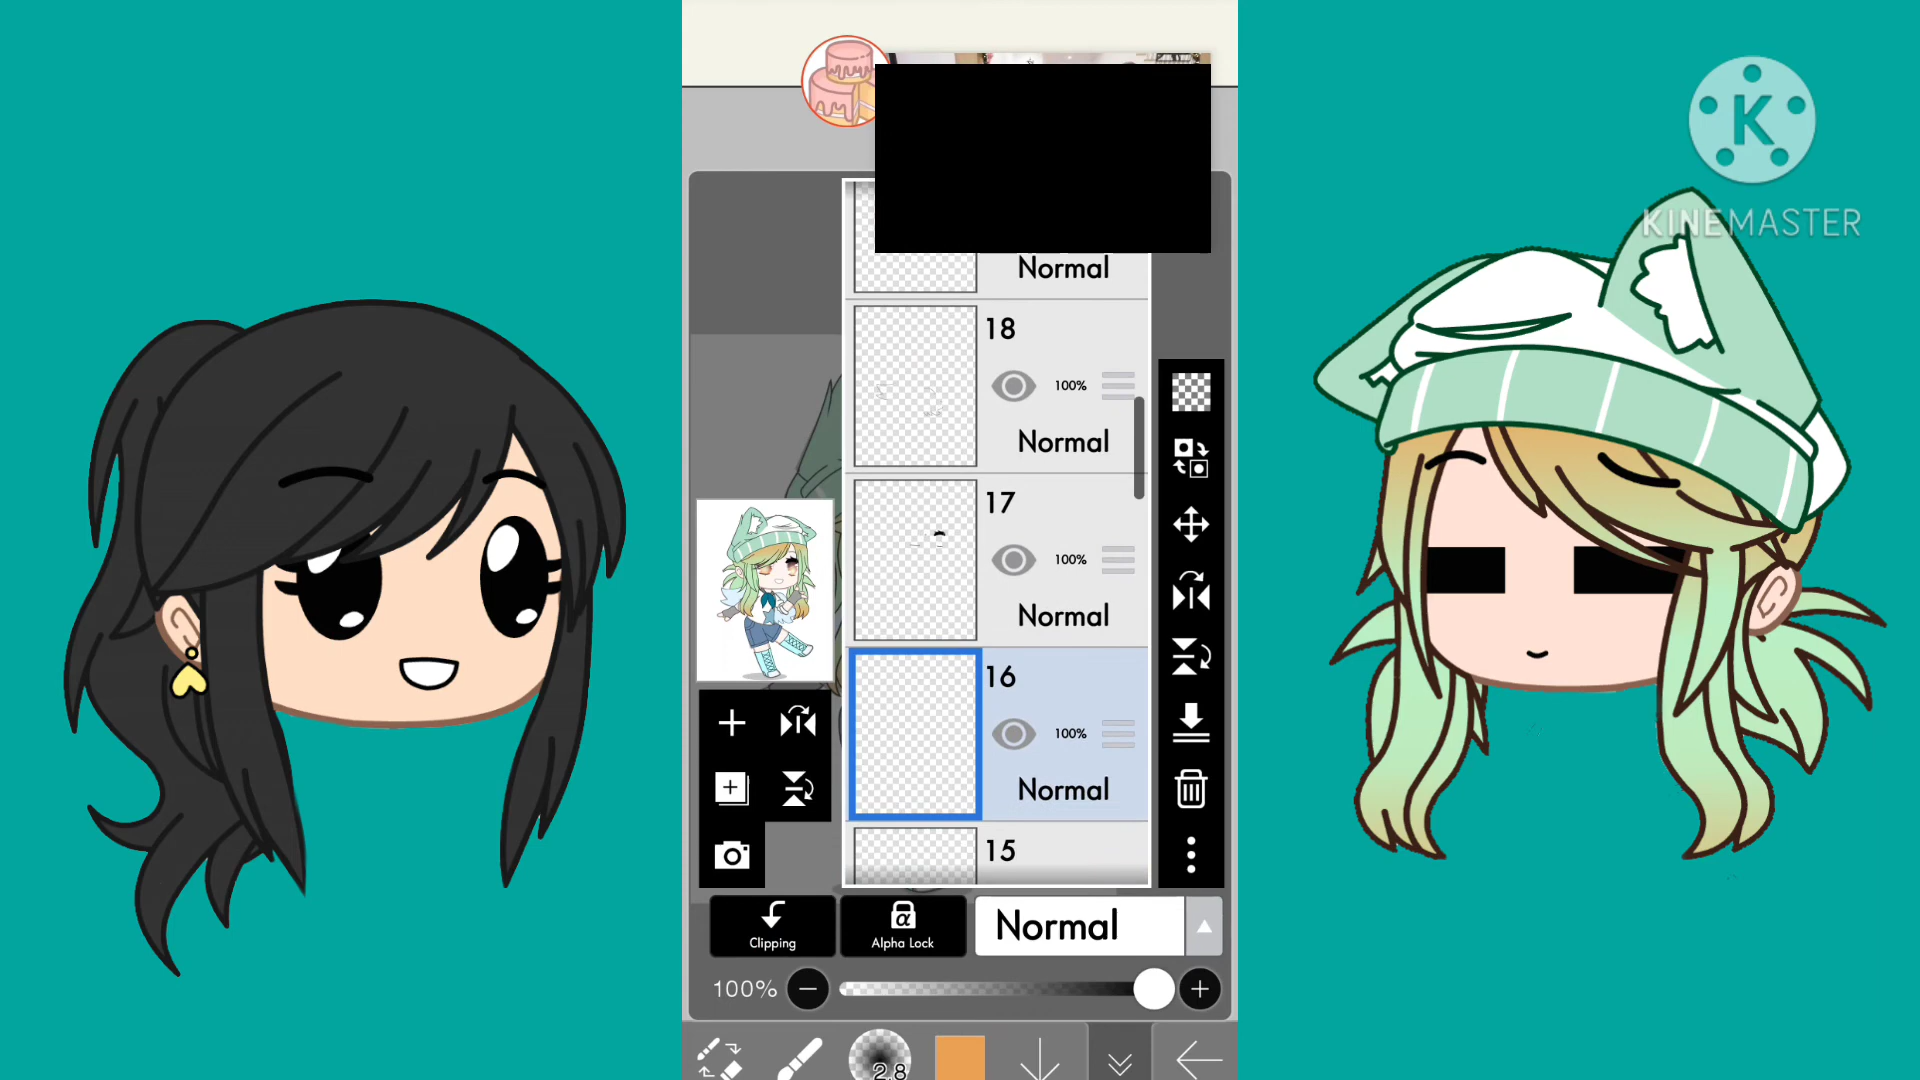 K
KINEMASTER
Normal
18
100%
Normal
17
100%
Normal
16
100%
Normal
15
Clipping
α
Alpha Lock
Normal
100%
2.8